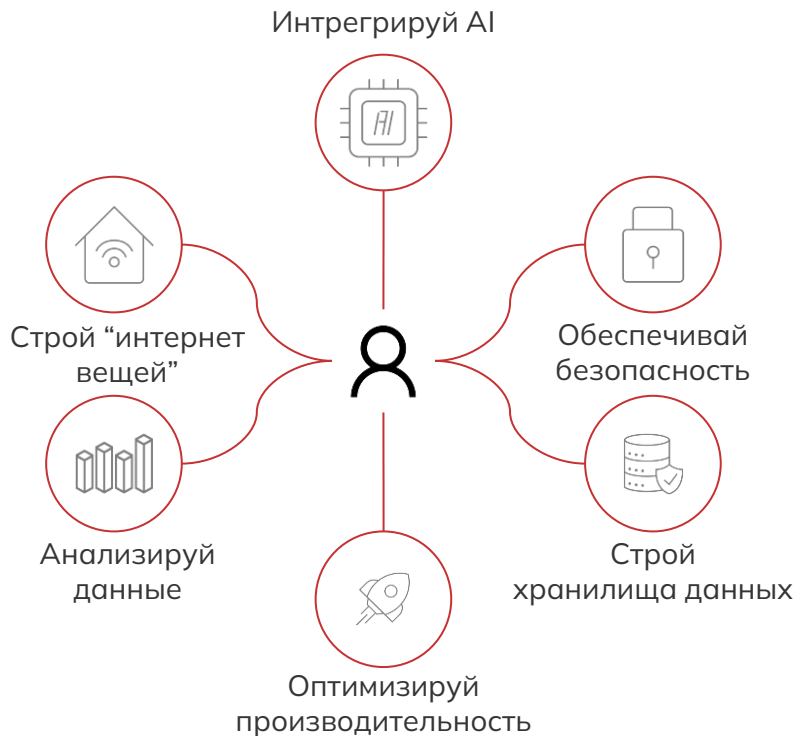 Интрегрируй AI
AI
Строй “интернет
вещей”
Обеспечивай
безопасность
Анализируй
данные
Строй
хранилища данных
Оптимизируй
производительность